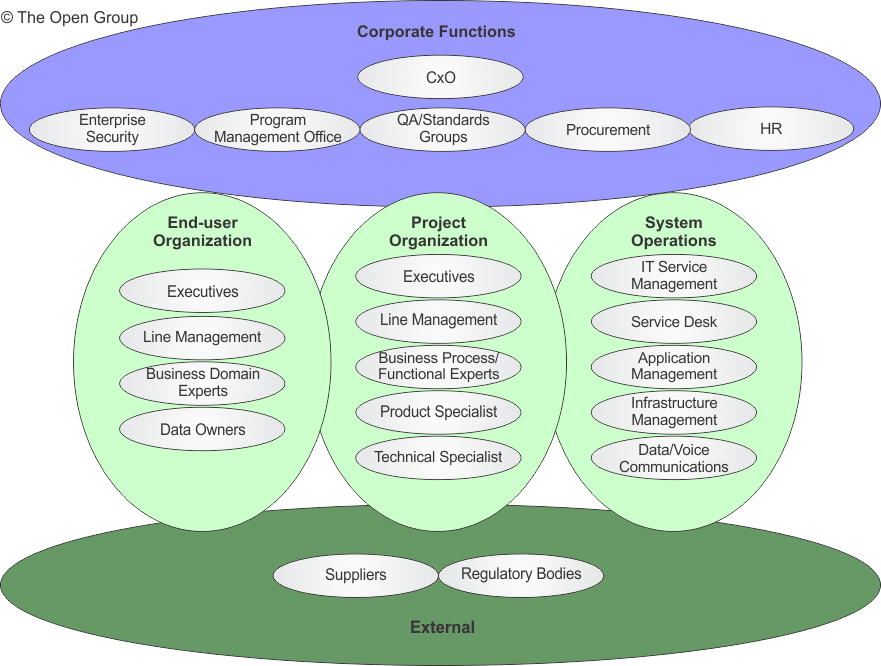 © The Open Group
Corporate Functions
CxO
Enterprise
Security
Program
Management Office
QA/Standards
Groups
Procurement
HR
End-user
Organization
Executives
Line Management
Business Domain
Experts
Data Owners
Project
Organization
Executives
Line Management
Business Process/
Functional Experts
Product Specialist
Technical Specialist
System
Operations
IT Service
Management
Service Desk
Application
Management
Infrastructure
Management
Data/Voice
Communications
Suppliers
Regulatory Bodies
External